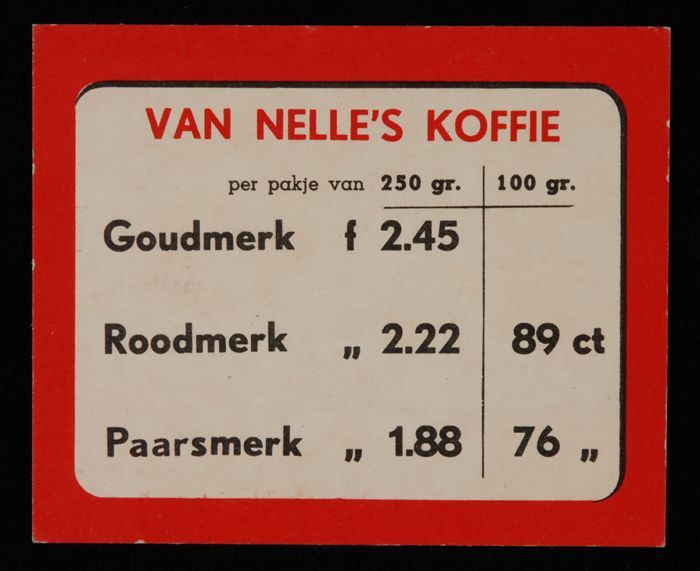 VAN NELLE'S KOFFIE
per pakje van 250 gr. 100 gr.
Goudmerk f 2.45
Roodmerk „ 2.22 89 ct
Paarsmerk „ 1.88 76 „